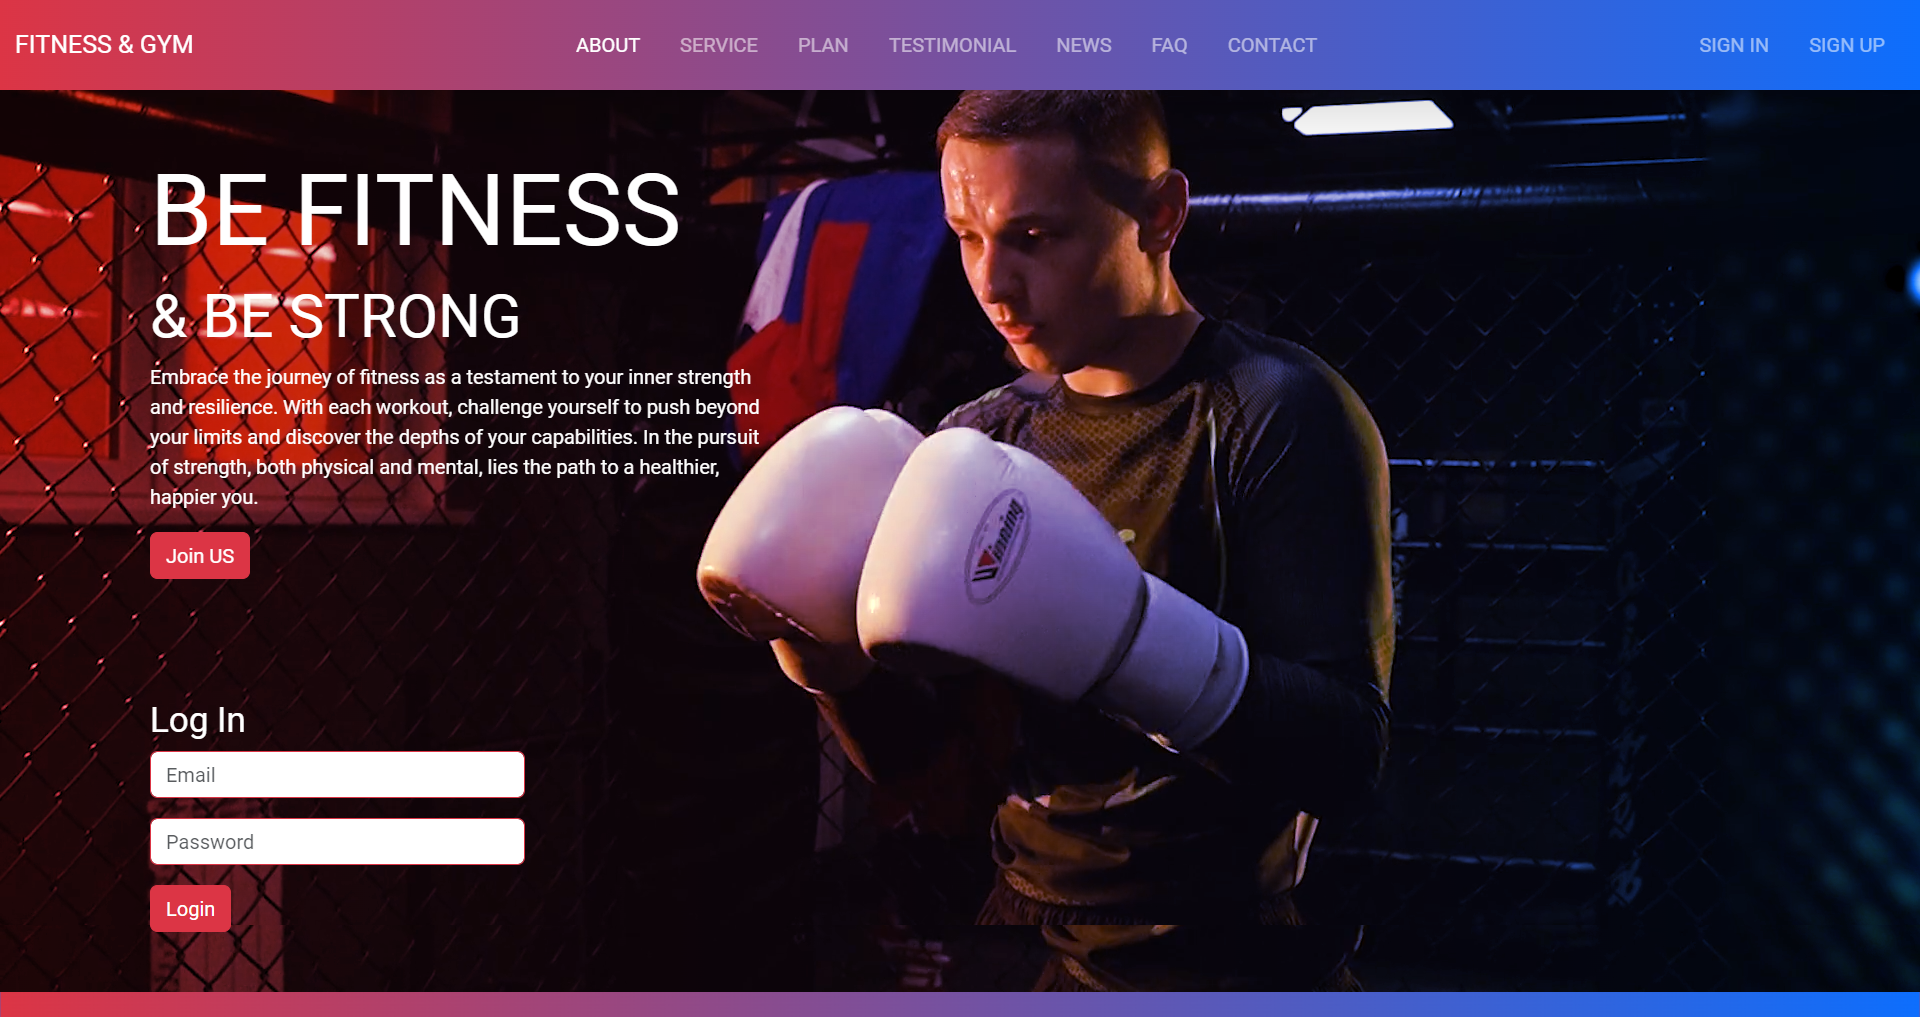 FITNESS & GYM
ABOUT SERVICE PLAN TESTIMONIAL NEWS FAQ CONTACT
SIGN IN SIGN UP
BE FITNESS
& BE STRONG
Embrace the journey of fitness as a testament to your inner strength
and resilience. With each workout, challenge yourself to push beyond
your limits and discover the depths of your capabilities. In the pursuit
of strength, both physical and mental, lies the path to a healthier,
happier you.
Join US
Winning
Log In
Email
Password
Login